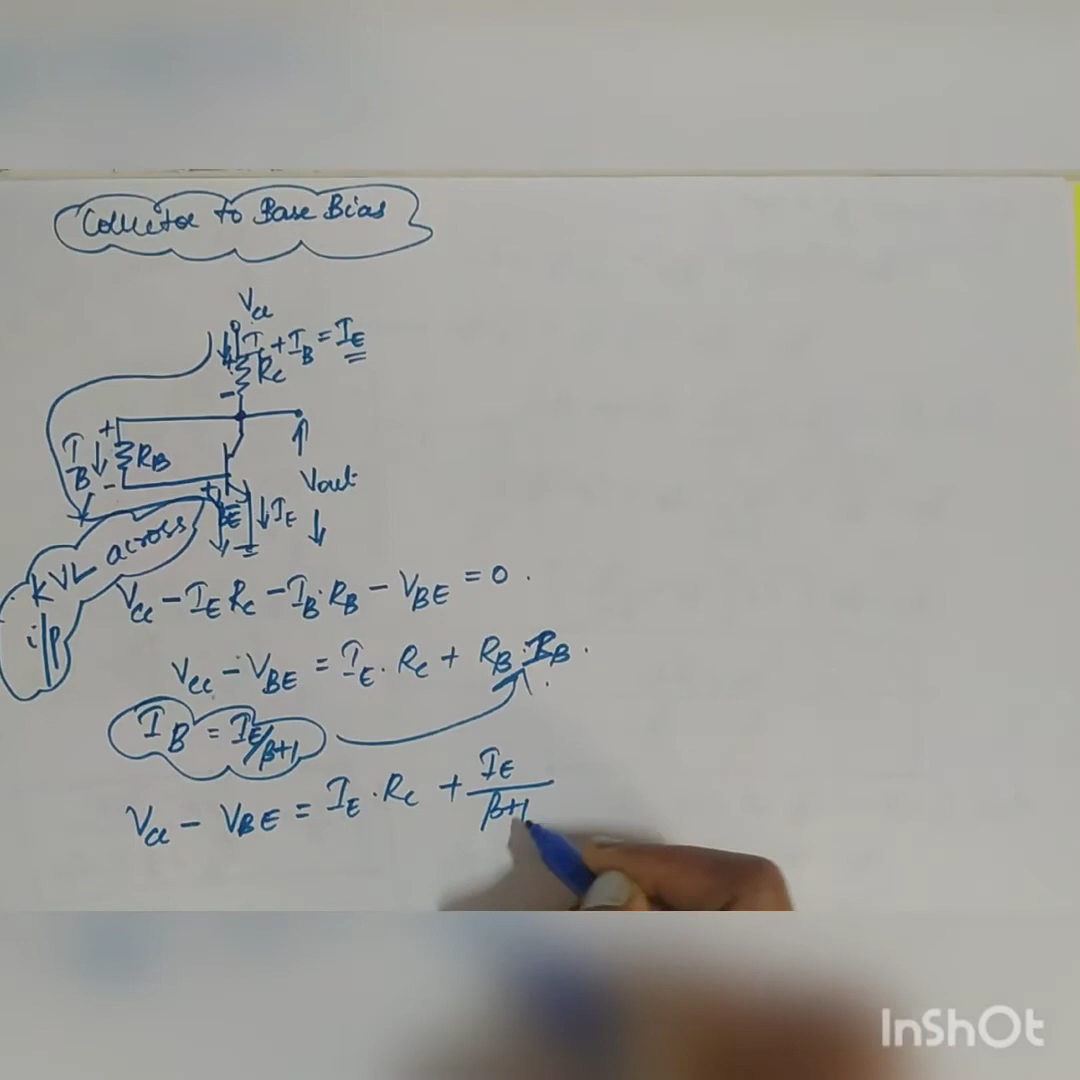 Collector to Base Bias
Vcc
Ic + IB = IE
RC
+
-
+
IB
RB
-
+
BE
IE
Vout
KVL across
i/p
Vcc - IE RC - IB·RB - VBE = 0.
Vcc - VBE = IE. RC + RB.IB.
IB = IE/β+1
Vcc - VBE = IE.RC + IE
β+1
InShOt